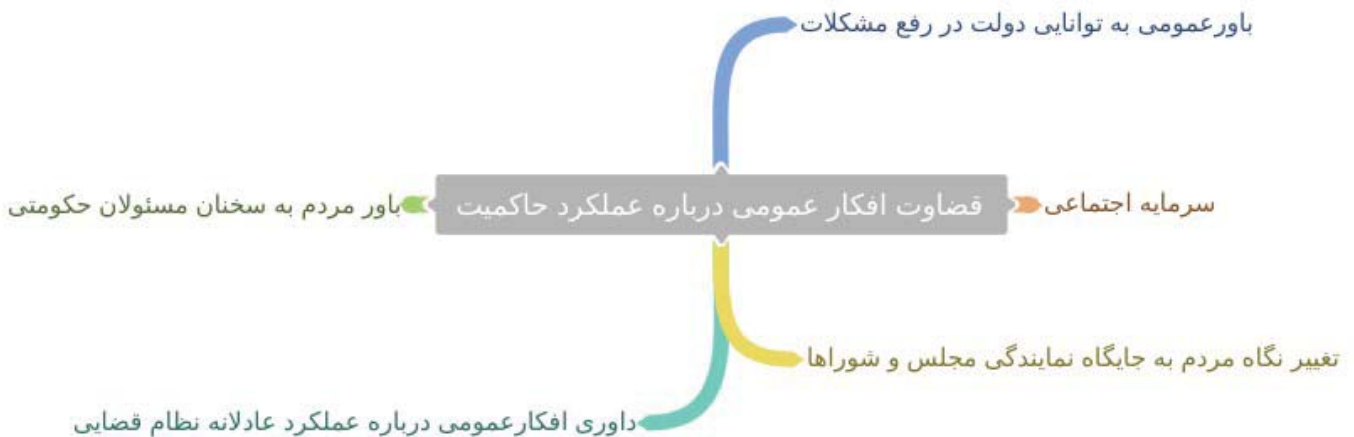 باورعمومی به توانایی دولت در رفع مشکلات
سرمایه اجتماعی
قضاوت افکار عمومی درباره عملکرد حاکمیت
باور مردم به سخنان مسئولان حکومتی
تغییر نگاه مردم به جایگاه نمایندگی مجلس و شوراها
داوری افکارعمومی درباره عملکرد عادلانه نظام قضایی